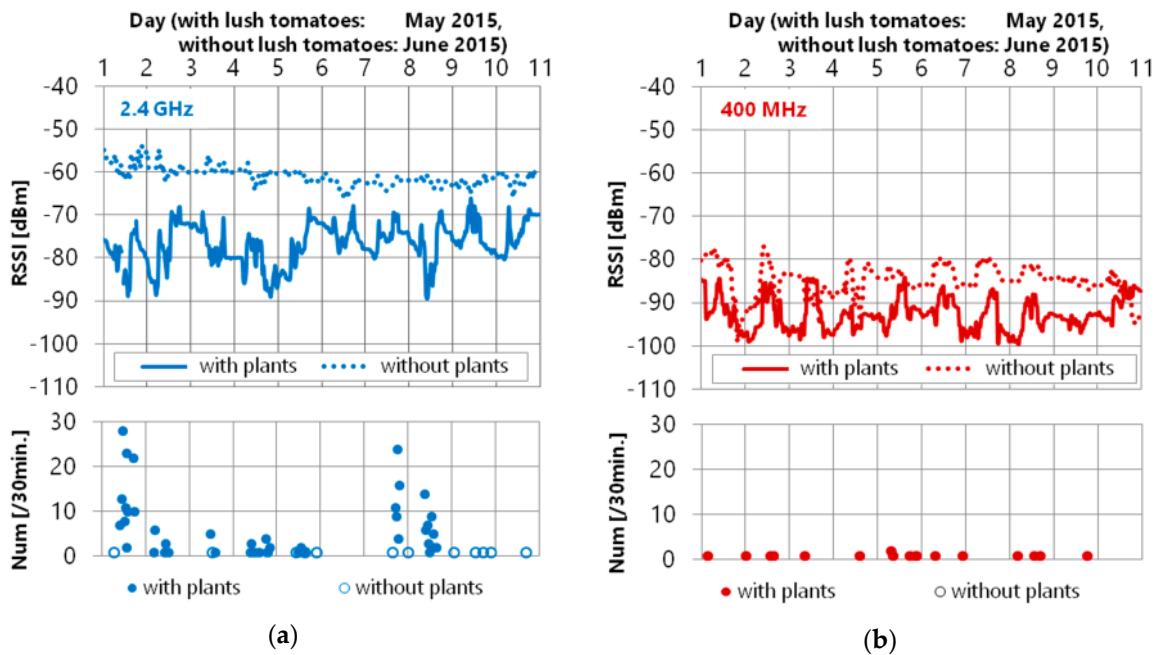 Day (with lush tomatoes: May 2015,
without lush tomatoes: June 2015)
1 2 3 4 5 6 7 8 9 10 11
-40
-50
-60
-70
-80
-90
-100
-110
RSSI [dBm]
2.4 GHz
with plants without plants
30
20
10
0
Num [/30min.]
with plants without plants
(a)
Day (with lush tomatoes: May 2015,
without lush tomatoes: June 2015)
1 2 3 4 5 6 7 8 9 10 11
-40
-50
-60
-70
-80
-90
-100
-110
RSSI [dBm]
400 MHz
with plants without plants
30
20
10
0
Num [/30min.]
with plants without plants
(b)